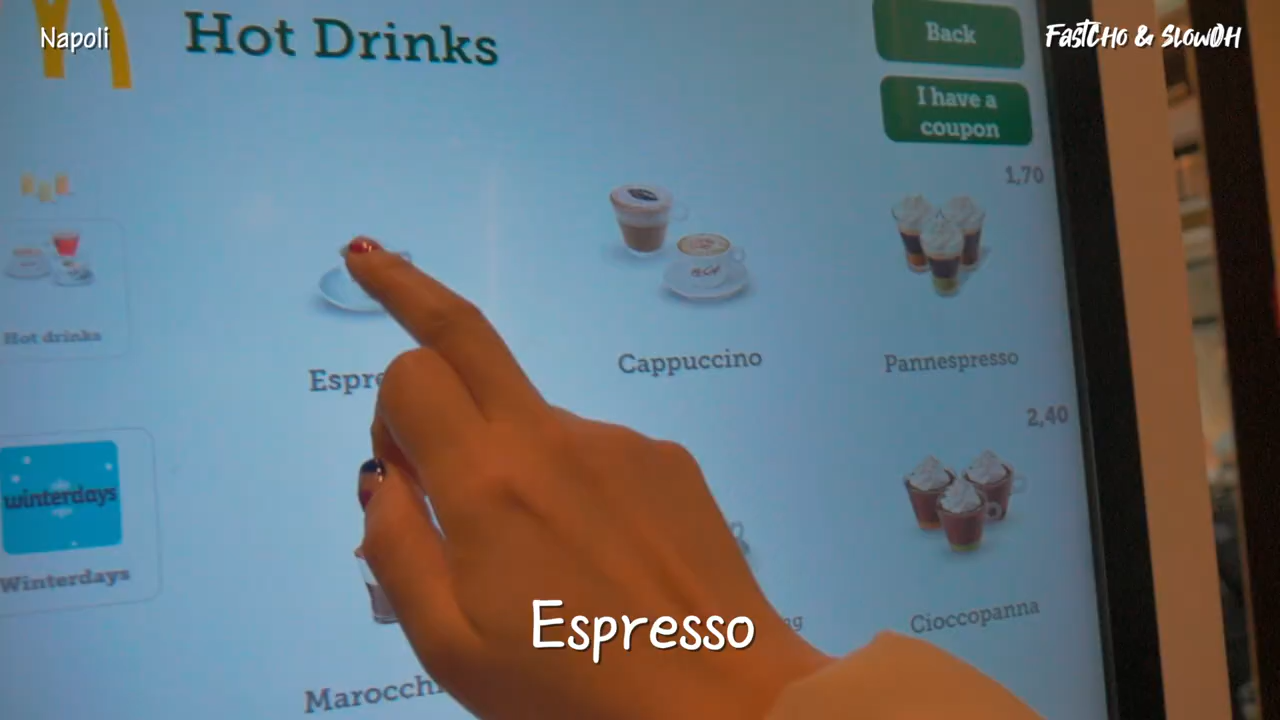 Napoli
Hot Drinks
Back
FastCho & SlowOH
I have a
coupon
1,70
Hot drinks
Espre
Cappuccino
Pannespresso
2,40
winterdays
Winterdays
Cioccopanna
Espresso
Marocchi